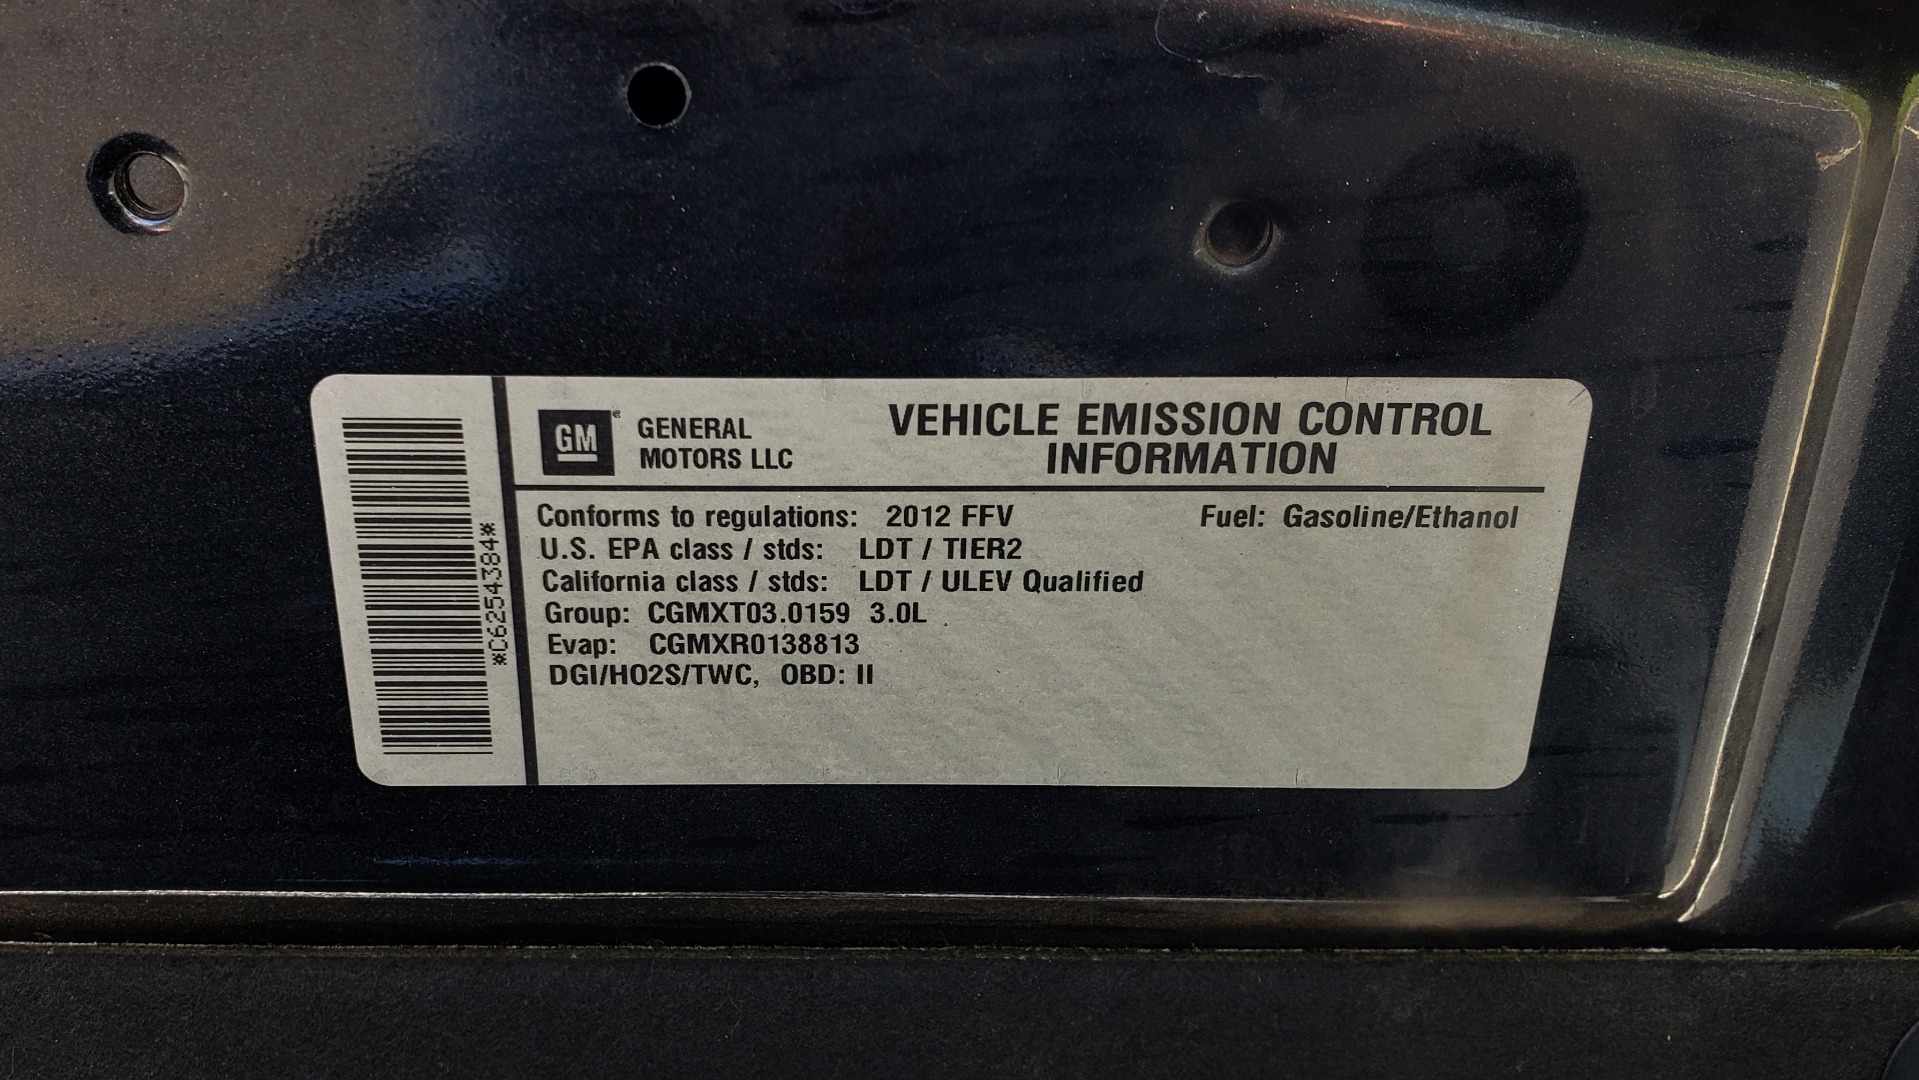 *C6254384*
GM® GENERAL
MOTORS LLC
VEHICLE EMISSION CONTROL
INFORMATION
Conforms to regulations: 2012 FFV Fuel: Gasoline/Ethanol
U.S. EPA class / stds: LDT / TIER2
California class / stds: LDT / ULEV Qualified
Group: CGMXT03.0159 3.0L
Evap: CGMXR0138813
DGI/HO2S/TWC, OBD: II